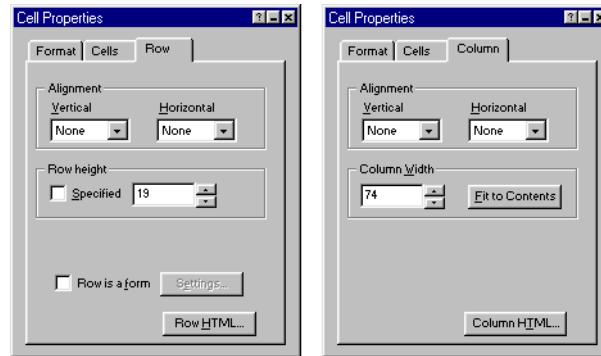 Cell Properties
Format Cells Row
Alignment
Vertical Horizontal
None None
Row height
Specified 19
Row is a form Settings...
Row HTML...
Cell Properties
Format Cells Column
Alignment
Vertical Horizontal
None None
Column Width
74 Fit to Contents
Column HTML...